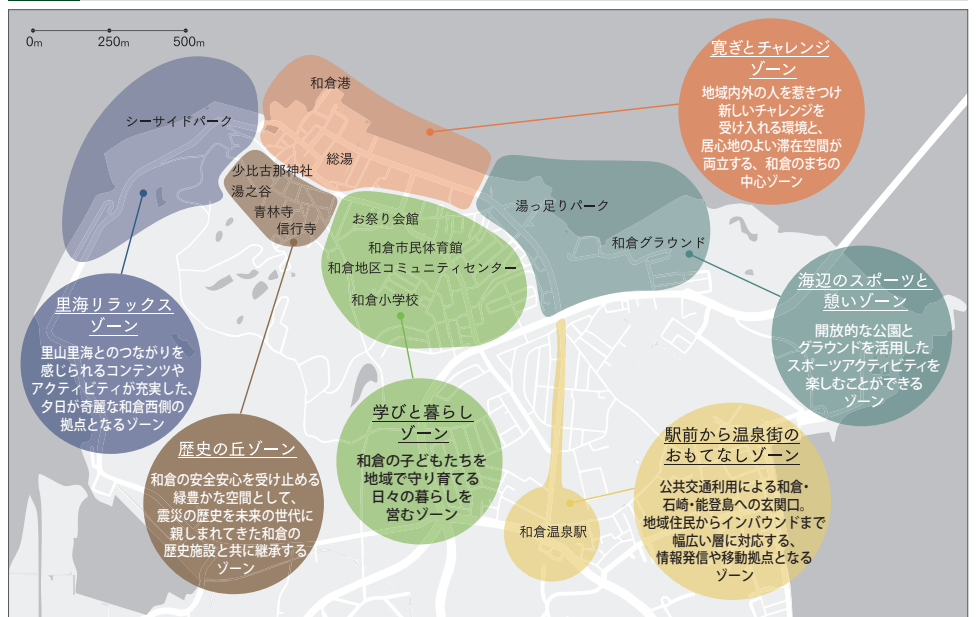 0m 250m 500m
寛ぎとチャレンジ
ゾーン
地域内外の人を惹きつけ
新しいチャレンジを
受け入れる環境と、
居心地のよい滞在空間が
両立する、和倉のまちの
中心ゾーン
和倉港
シーサイドパーク
総湯
少比古那神社
湯之谷
青林寺
信行寺
お祭り会館
和倉市民体育館
和倉地区コミュニティセンター
和倉小学校
湯っ足りパーク
和倉グラウンド
里海リラックス
ゾーン
里山里海とのつながりを
感じられるコンテンツや
アクティビティが充実した、
夕日が奇麗な和倉西側の
拠点となるゾーン
海辺のスポーツと
憩いゾーン
開放的な公園と
グラウンドを活用した
スポーツアクティビティを
楽しむことができる
ゾーン
歴史の丘ゾーン
和倉の安全安心を受け止める
緑豊かな空間として、
震災の歴史を未来の世代に
親しまれてきた和倉の
歴史施設と共に継承する
ゾーン
学びと暮らし
ゾーン
和倉の子どもたちを
地域で守り育てる
日々の暮らしを
営むゾーン
駅前から温泉街の
おもてなしゾーン
公共交通利用による和倉・
石崎・能登島への玄関口。
地域住民からインバウンドまで
幅広い層に対応する、
情報発信や移動拠点となる
ゾーン
和倉温泉駅